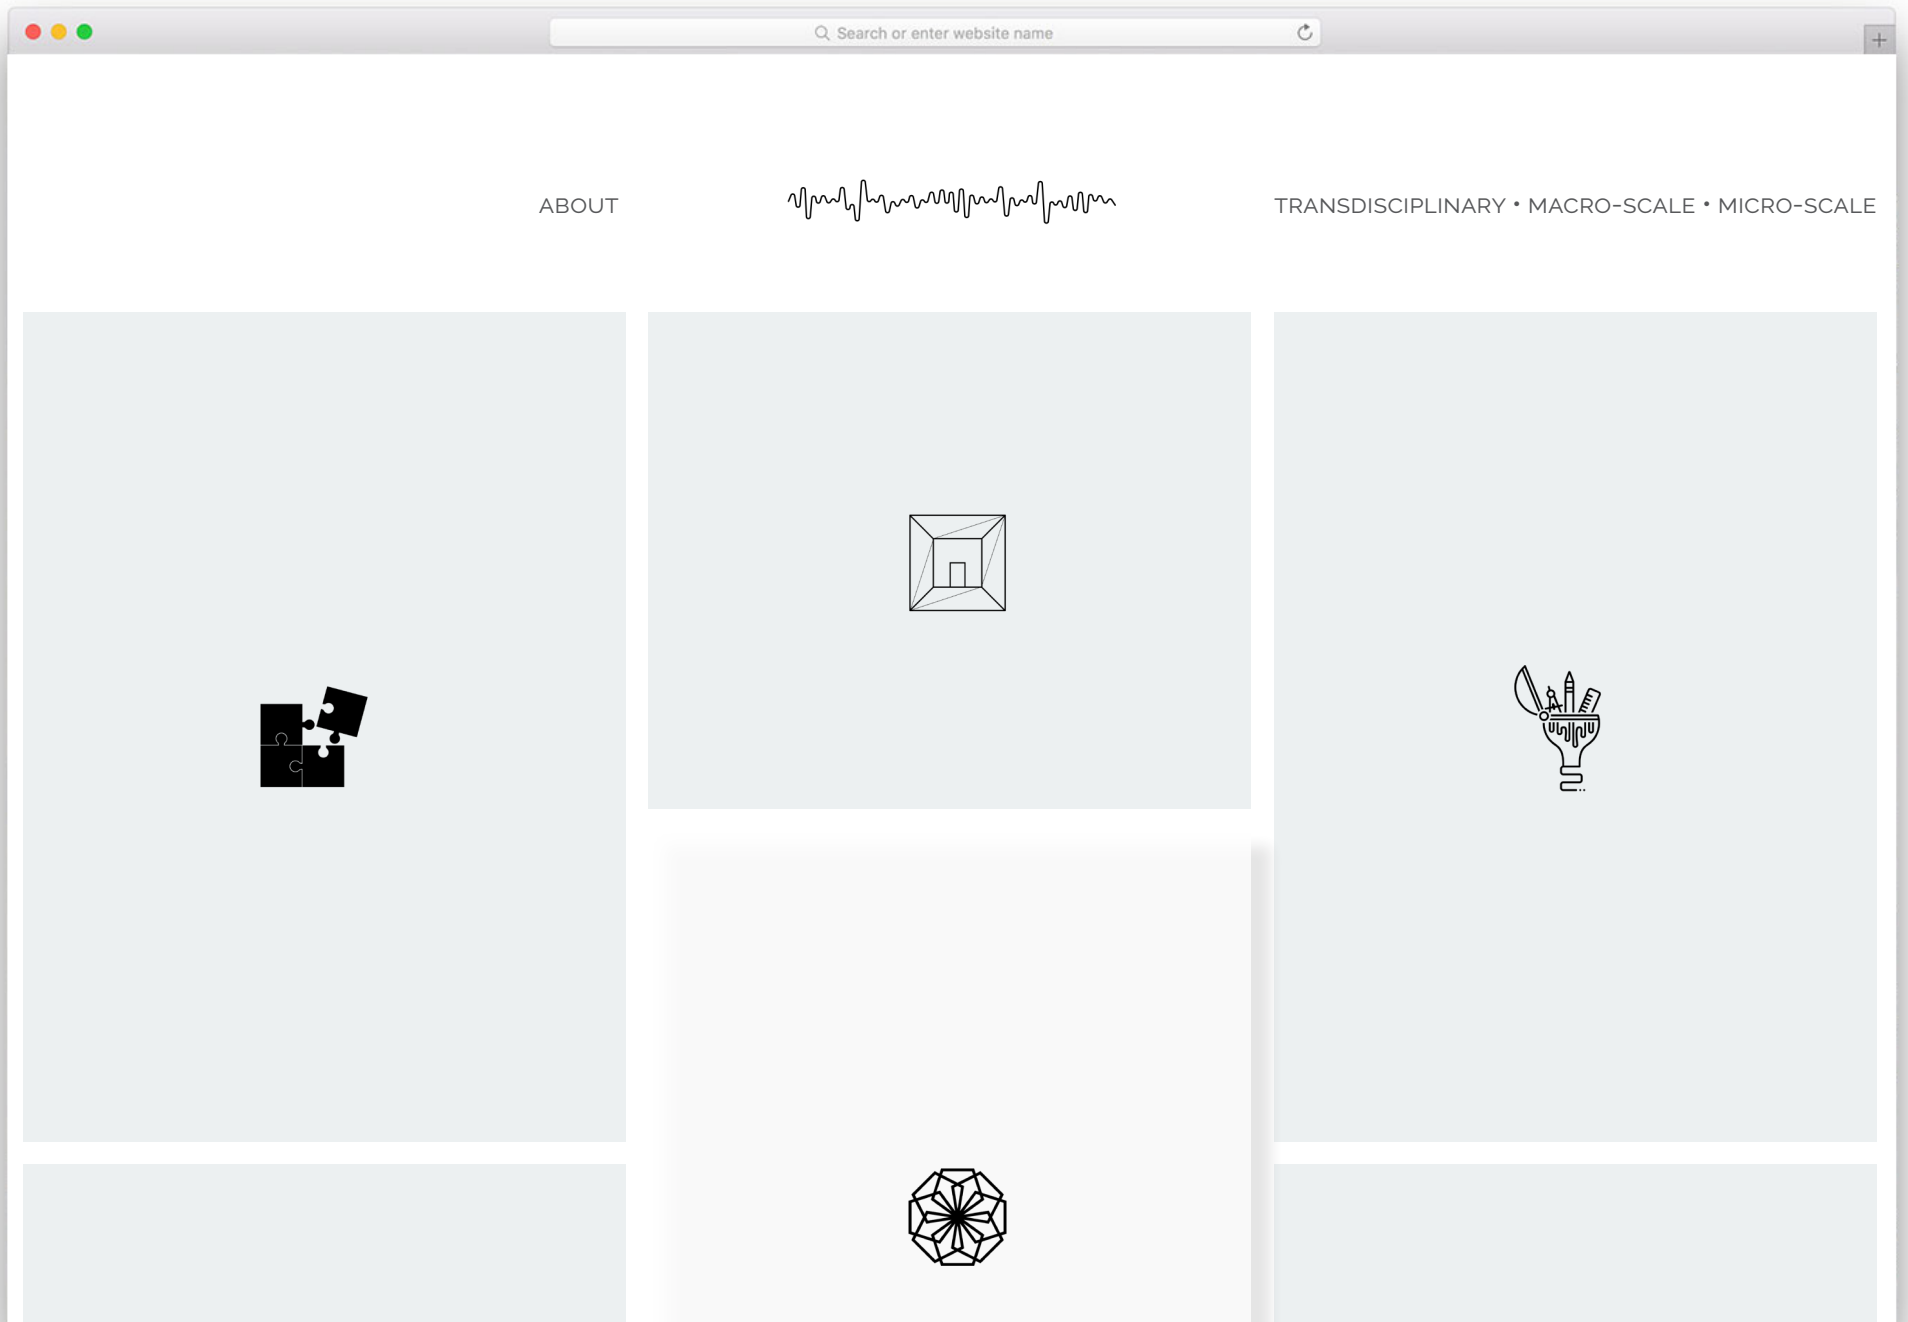 Search or enter website name
ABOUT
TRANSDISCIPLINARY • MACRO-SCALE • MICRO-SCALE